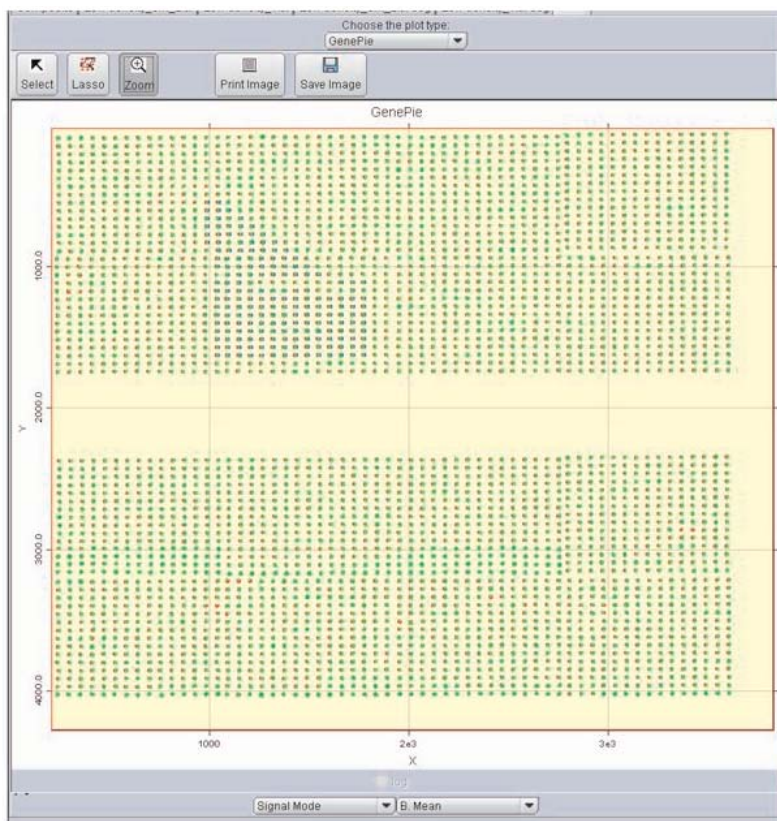 Choose the plot type:
GenePie
Select Lasso Zoom Print Image Save Image
GenePie
1000.0
2000.0
Y
3000.0
4000.0
1000 2e3 3e3
X
log
Signal Mode B. Mean